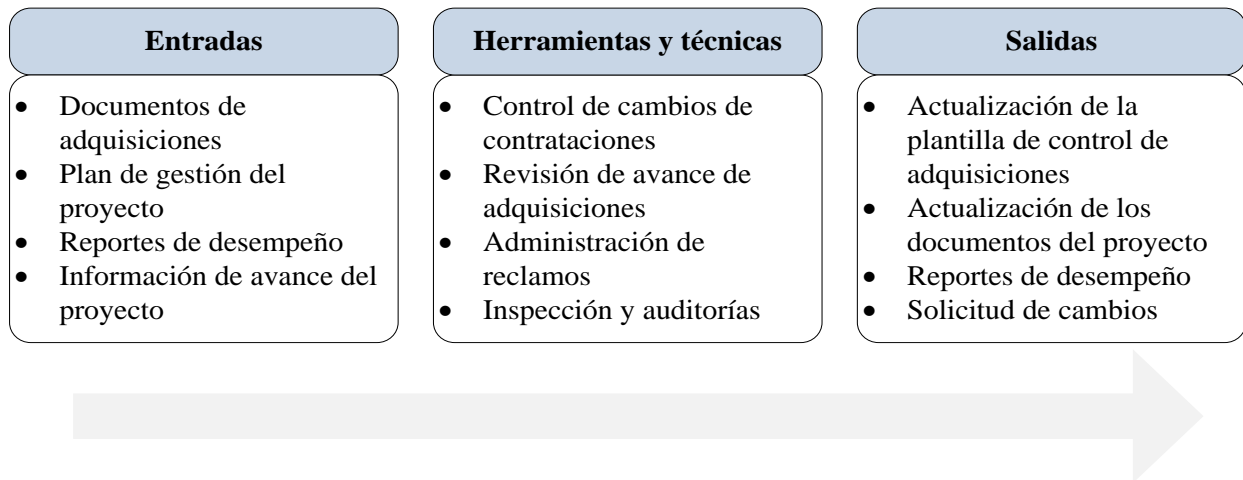 Entradas
• Documentos de
adquisiciones
• Plan de gestión del
proyecto
• Reportes de desempeño
• Información de avance del
proyecto
Herramientas y técnicas
• Control de cambios de
contrataciones
• Revisión de avance de
adquisiciones
• Administración de
reclamos
• Inspección y auditorías
Salidas
• Actualización de la
plantilla de control de
adquisiciones
• Actualización de los
documentos del proyecto
• Reportes de desempeño
• Solicitud de cambios